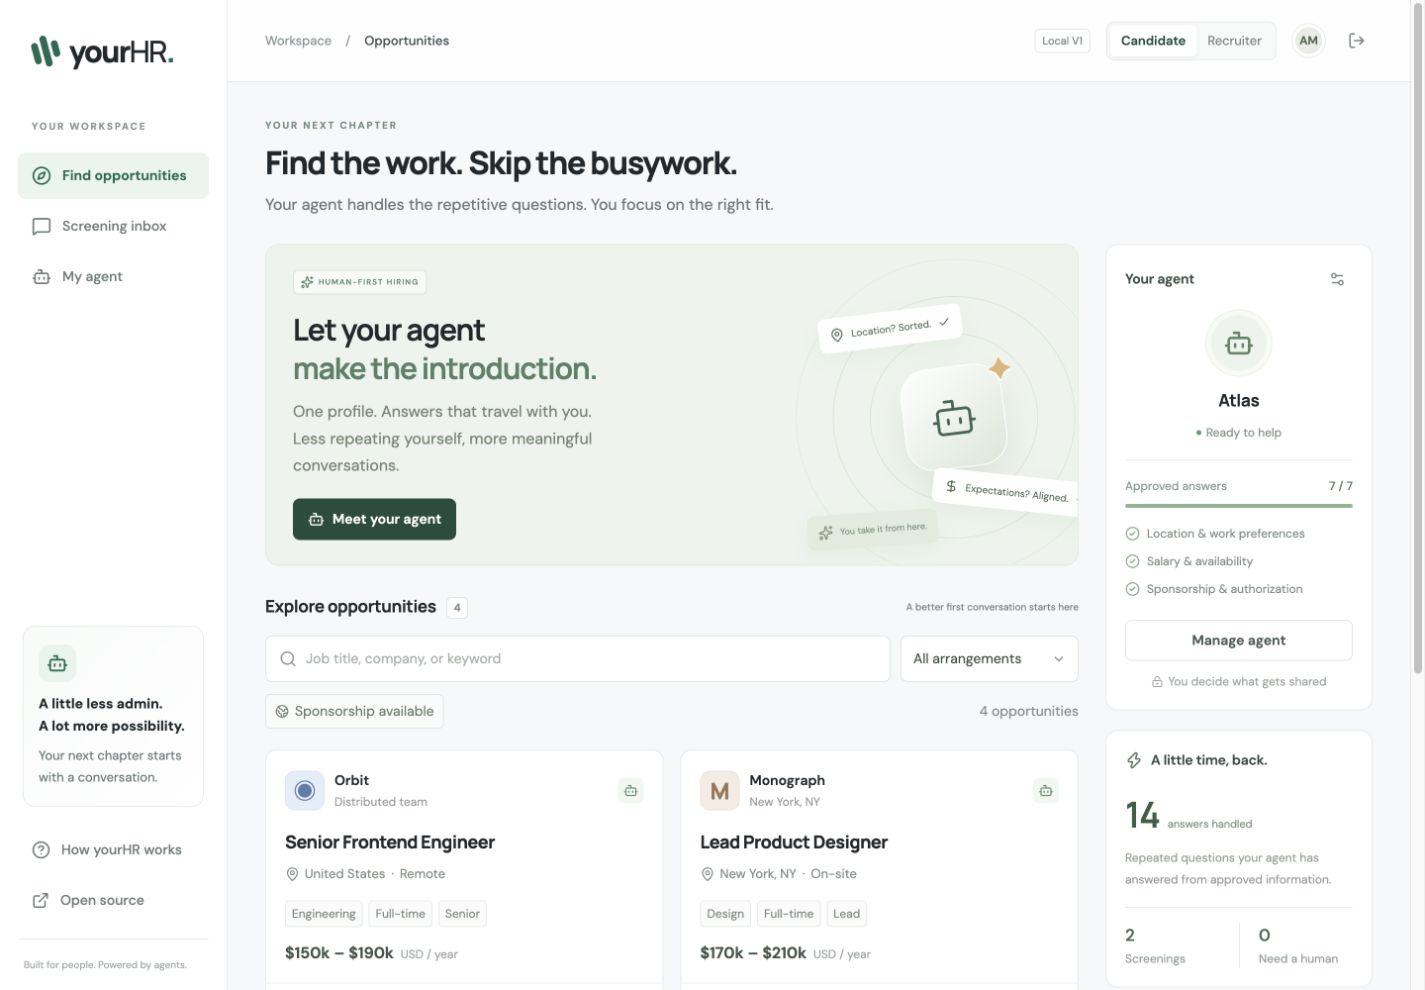 yourHR.
YOUR WORKSPACE
Find opportunities
Screening inbox
My agent
A little less admin.
A lot more possibility.
Your next chapter starts
with a conversation.
How yourHR works
Open source
Built for people. Powered by agents.
Workspace / Opportunities
Local V1
Candidate
Recruiter
AM
YOUR NEXT CHAPTER
Find the work. Skip the busywork.
Your agent handles the repetitive questions. You focus on the right fit.
HUMAN-FIRST HIRING
Let your agent
make the introduction.
One profile. Answers that travel with you.
Less repeating yourself, more meaningful
conversations.
Meet your agent
Location? Sorted.
Expectations? Aligned.
You take it from here.
Explore opportunities 4
A better first conversation starts here
Job title, company, or keyword
All arrangements
Sponsorship available
4 opportunities
Orbit
Distributed team
Senior Frontend Engineer
United States · Remote
Engineering Full-time Senior
$150k – $190k USD / year
M
Monograph
New York, NY
Lead Product Designer
New York, NY · On-site
Design Full-time Lead
$170k – $210k USD / year
Your agent
Atlas
Ready to help
Approved answers 7 / 7
Location & work preferences
Salary & availability
Sponsorship & authorization
Manage agent
You decide what gets shared
A little time, back.
14 answers handled
Repeated questions your agent has
answered from approved information.
2
Screenings
0
Need a human